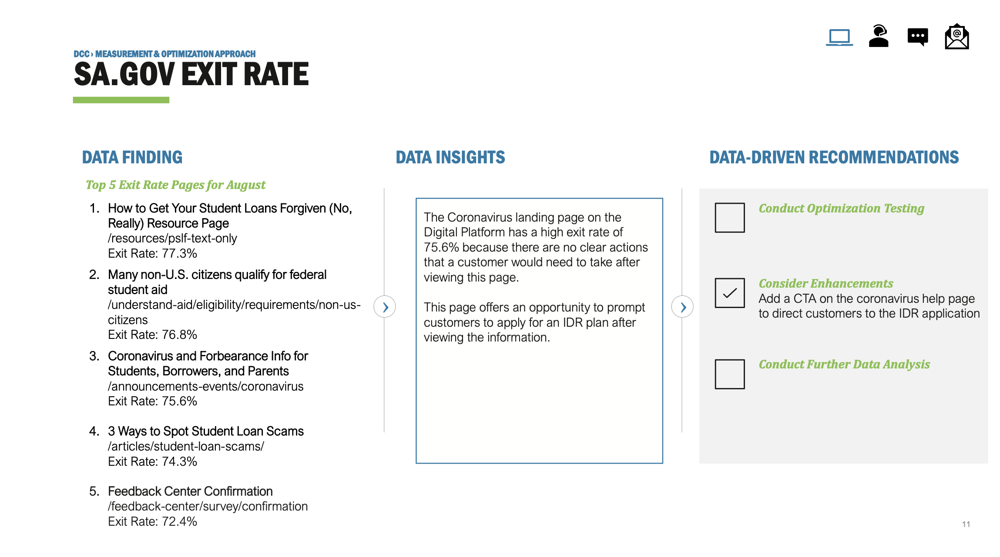 DCC › MEASUREMENT & OPTIMIZATION APPROACH
SA.GOV EXIT RATE
DATA FINDING
Top 5 Exit Rate Pages for August
1. How to Get Your Student Loans Forgiven (No,
Really) Resource Page
/resources/pslf-text-only
Exit Rate: 77.3%
2. Many non-U.S. citizens qualify for federal
student aid
/understand-aid/eligibility/requirements/non-us-
citizens
Exit Rate: 76.8%
3. Coronavirus and Forbearance Info for
Students, Borrowers, and Parents
/announcements-events/coronavirus
Exit Rate: 75.6%
4. 3 Ways to Spot Student Loan Scams
/articles/student-loan-scams/
Exit Rate: 74.3%
5. Feedback Center Confirmation
/feedback-center/survey/confirmation
Exit Rate: 72.4%
DATA INSIGHTS
The Coronavirus landing page on the
Digital Platform has a high exit rate of
75.6% because there are no clear actions
that a customer would need to take after
viewing this page.
This page offers an opportunity to prompt
customers to apply for an IDR plan after
viewing the information.
DATA-DRIVEN RECOMMENDATIONS
Conduct Optimization Testing
Consider Enhancements
Add a CTA on the coronavirus help page
to direct customers to the IDR application
Conduct Further Data Analysis
11